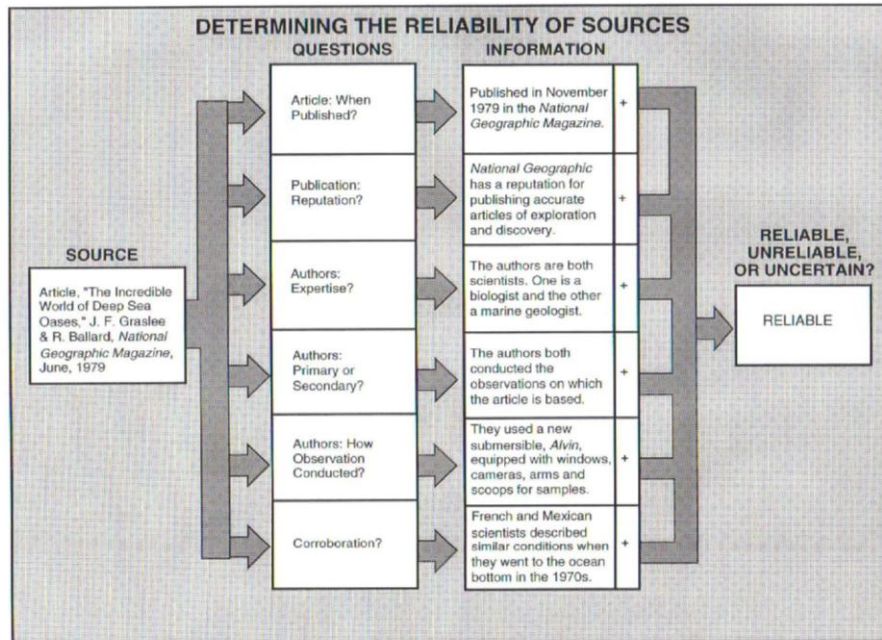 DETERMINING THE RELIABILITY OF SOURCES
QUESTIONS
INFORMATION
SOURCE
Article, "The Incredible
World of Deep Sea
Oases," J. F. Graslee
& R. Ballard, National
Geographic Magazine,
June, 1979
Article: When
Published?
Published in November
1979 in the National
Geographic Magazine.
+
Publication:
Reputation?
National Geographic
has a reputation for
publishing accurate
articles of exploration
and discovery.
+
Authors:
Expertise?
The authors are both
scientists. One is a
biologist and the other
a marine geologist.
+
Authors:
Primary or
Secondary?
The authors both
conducted the
observations on which
the article is based.
+
Authors: How
Observation
Conducted?
They used a new
submersible, Alvin,
equipped with windows,
cameras, arms and
scoops for samples.
+
Corroboration?
French and Mexican
scientists described
similar conditions when
they went to the ocean
bottom in the 1970s.
+
RELIABLE,
UNRELIABLE,
OR UNCERTAIN?
RELIABLE